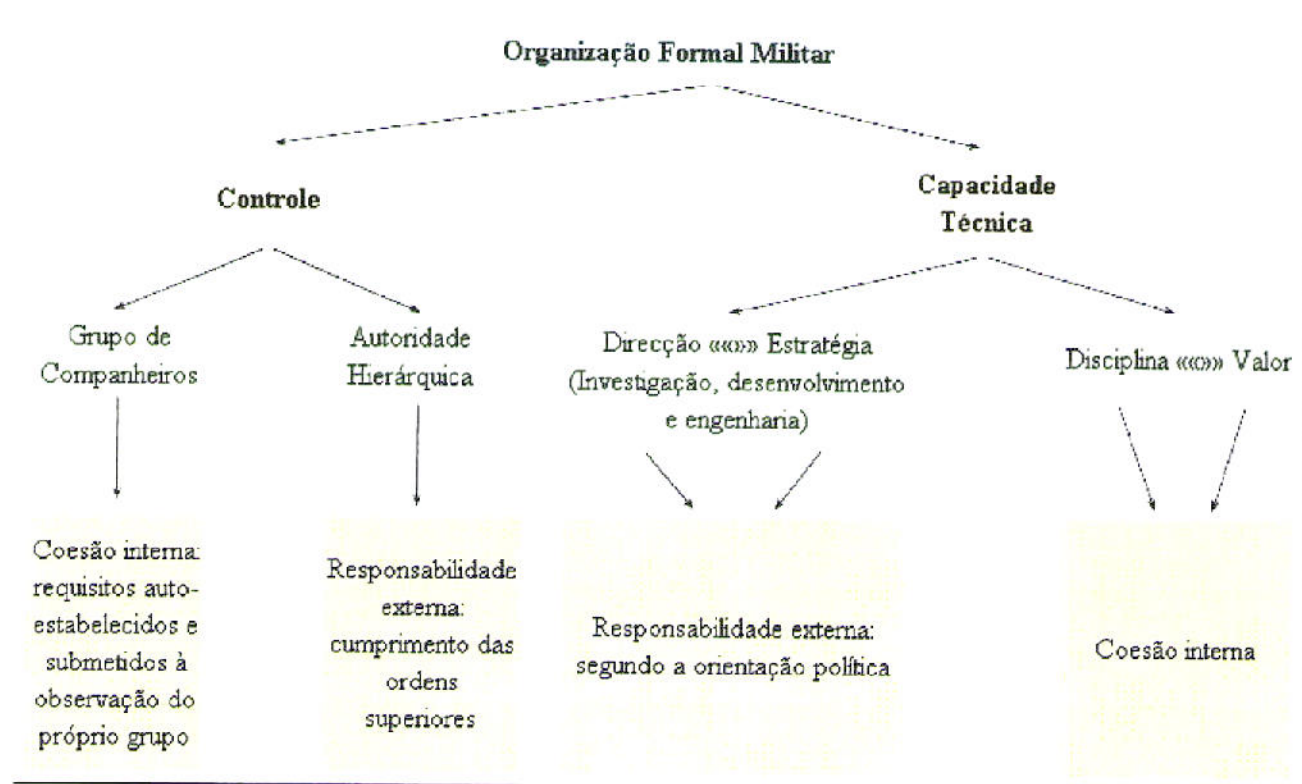 Organização Formal Militar
Controle
Capacidade
Técnica
Grupo de
Companheiros
Autoridade
Hierárquica
Direcção ««»» Estratégia
(Investigação, desenvolvimento
e engenharia)
Disciplina ««»» Valor
Coesão interna:
requisitos auto-
estabelecidos e
submetidos à
observação do
próprio grupo
Responsabilidade
externa:
cumprimento das
ordens
superiores
Responsabilidade externa:
segundo a orientação política
Coesão interna